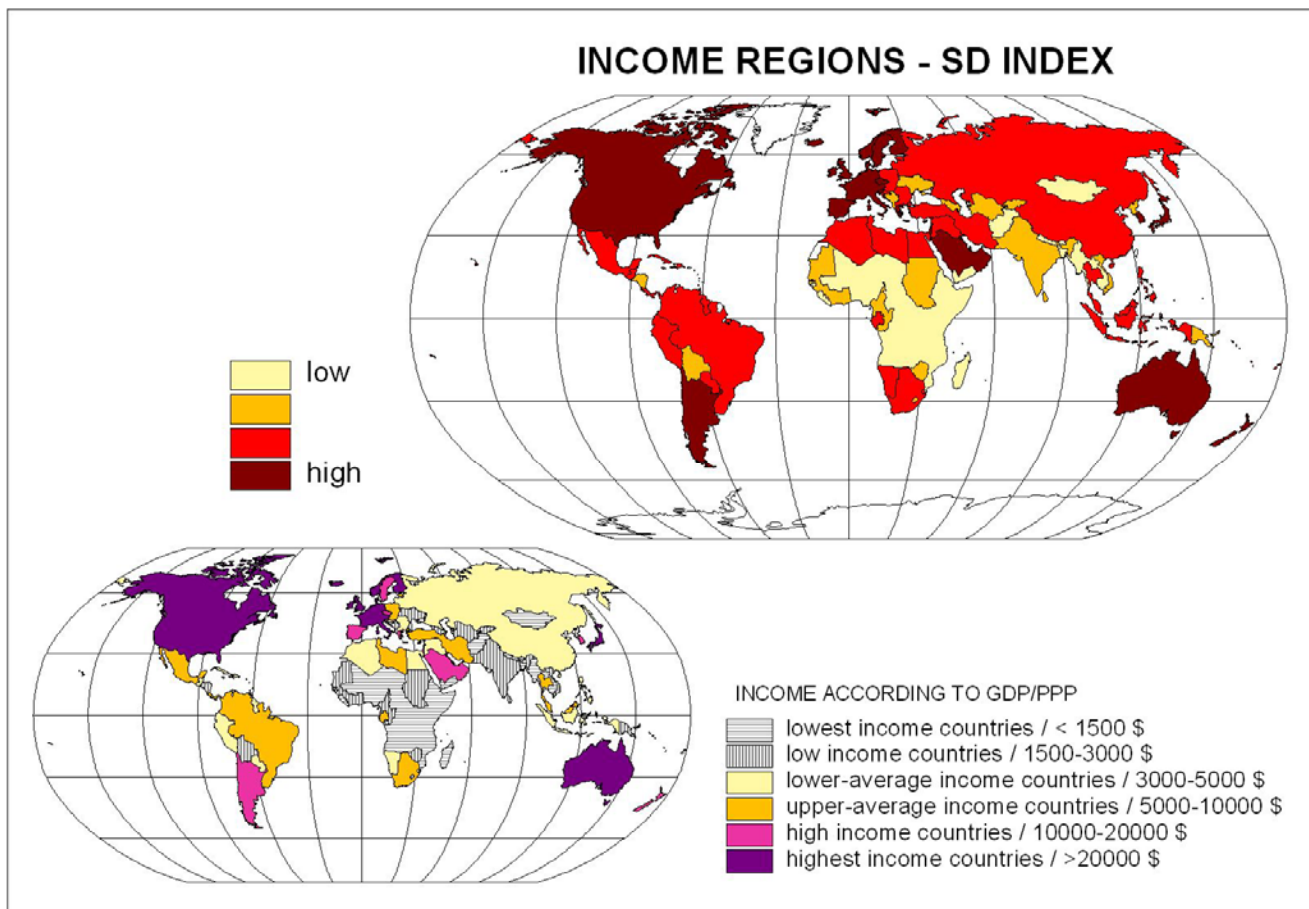 INCOME REGIONS - SD INDEX
low
high
INCOME ACCORDING TO GDP/PPP
lowest income countries / < 1500 $
low income countries / 1500-3000 $
lower-average income countries / 3000-5000 $
upper-average income countries / 5000-10000 $
high income countries / 10000-20000 $
highest income countries / >20000 $